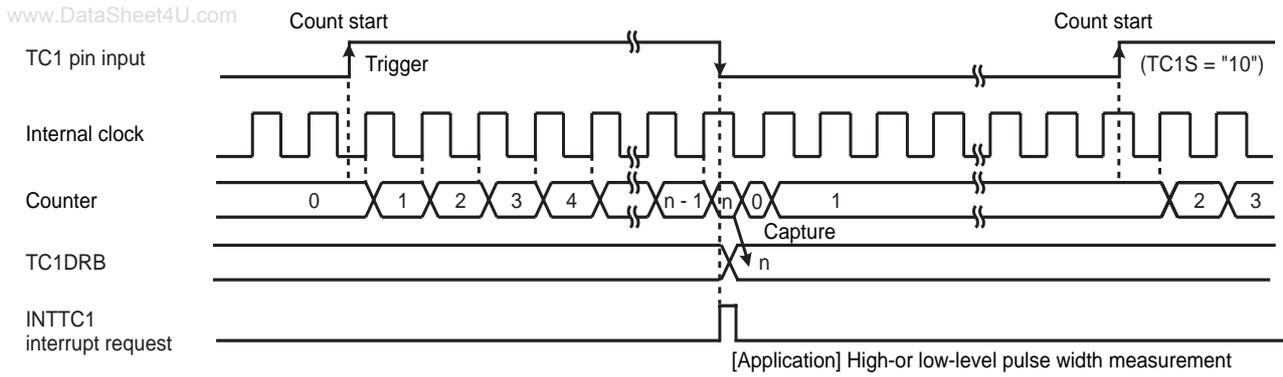 www.DataSheet4U.com
Count start
Count start
TC1 pin input
Trigger
(TC1S = "10")
Internal clock
Counter
0
1
2
3
4
n - 1
n
0
1
2
3
Capture
TC1DRB
n
INTTC1
interrupt request
[Application] High-or low-level pulse width measurement